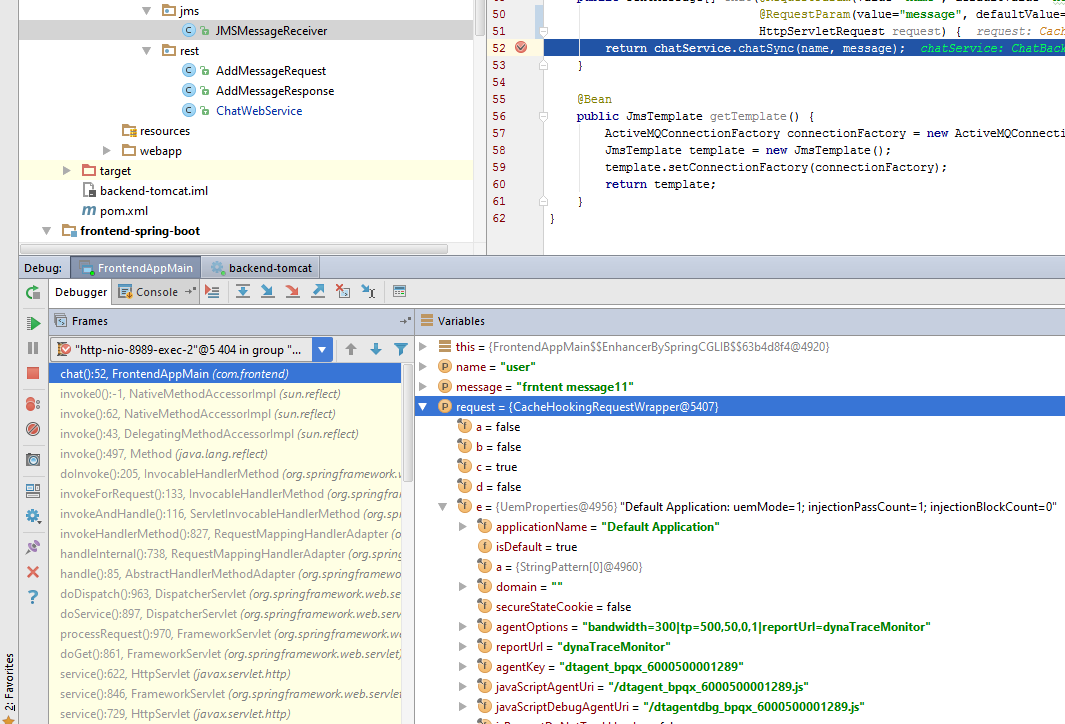 jms
JMSMessageReceiver
rest
AddMessageRequest
AddMessageResponse
ChatWebService
resources
webapp
target
backend-tomcat.iml
pom.xml
frontend-spring-boot
50 @RequestParam(value="message", defaultValue=
51 HttpServletRequest request) { request: Cach
52 return chatService.chatSync(name, message); chatService: ChatBack
53 }
54
55 @Bean
56 public JmsTemplate getTemplate() {
57 ActiveMQConnectionFactory connectionFactory = new ActiveMQConnecti
58 JmsTemplate template = new JmsTemplate();
59 template.setConnectionFactory(connectionFactory);
60 return template;
61 }
62 }
Debug: FrontendAppMain backend-tomcat
Debugger Console
Frames
"http-nio-8989-exec-2"@5 404 in group "...
chat():52, FrontendAppMain (com.frontend)
invoke0():-1, NativeMethodAccessorImpl (sun.reflect)
invoke():62, NativeMethodAccessorImpl (sun.reflect)
invoke():43, DelegatingMethodAccessorImpl (sun.reflect)
invoke():497, Method (java.lang.reflect)
doInvoke():205, InvocableHandlerMethod (org.springframework.w
invokeForRequest():133, InvocableHandlerMethod (org.springfram
invokeAndHandle():116, ServletInvocableHandlerMethod (org.spr
invokeHandlerMethod():827, RequestMappingHandlerAdapter (o
handleInternal():738, RequestMappingHandlerAdapter (org.spring
handle():85, AbstractHandlerMethodAdapter (org.springframewo
doDispatch():963, DispatcherServlet (org.springframework.web.se
doService():897, DispatcherServlet (org.springframework.web.serv
processRequest():970, FrameworkServlet (org.springframework.w
doGet():861, FrameworkServlet (org.springframework.web.servlet)
service():622, HttpServlet (javax.servlet.http)
service():846, FrameworkServlet (org.springframework.web.servlet
service():729, HttpServlet (javax.servlet.http)
Variables
this = {FrontendAppMain$$EnhancerBySpringCGLIB$$63b4d8f4@4920}
name = "user"
message = "frntent message11"
request = {CacheHookingRequestWrapper@5407}
a = false
b = false
c = true
d = false
e = {UemProperties@4956} "Default Application: uemMode=1; injectionPassCount=1; injectionBlockCount=0"
applicationName = "Default Application"
isDefault = true
a = {StringPattern[0]@4960}
domain = ""
secureStateCookie = false
agentOptions = "bandwidth=300|tp=500,50,0,1|reportUrl=dynaTraceMonitor"
reportUrl = "dynaTraceMonitor"
agentKey = "dtagent_bpqx_6000500001289"
javaScriptAgentUri = "/dtagent_bpqx_6000500001289.js"
javaScriptDebugAgentUri = "/dtagentdbg_bpqx_6000500001289.js"
2: Favorites